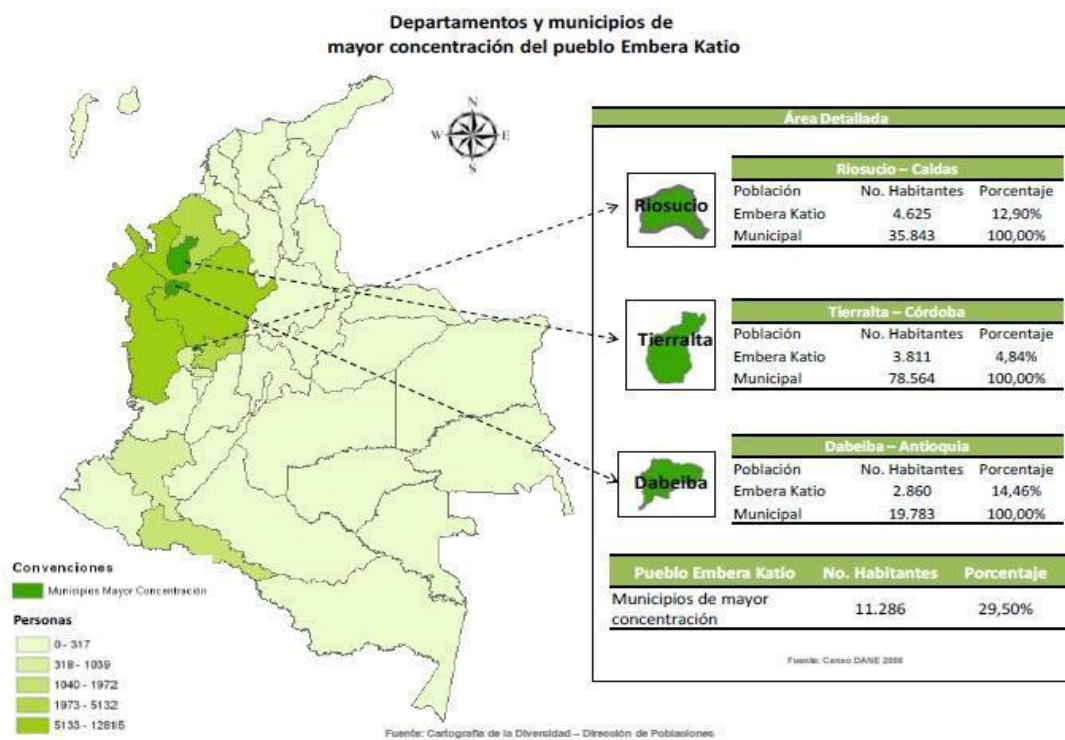 Departamentos y municipios de
mayor concentración del pueblo Embera Katio
N
W E
S
Área Detallada
Riosucio
Riosucio – Caldas
Población No. Habitantes Porcentaje
Embera Katio 4.625 12,90%
Municipal 35.843 100,00%
Tierralta
Tierralta – Córdoba
Población No. Habitantes Porcentaje
Embera Katio 3.811 4,84%
Municipal 78.564 100,00%
Dabeiba
Dabeiba – Antioquia
Población No. Habitantes Porcentaje
Embera Katio 2.860 14,46%
Municipal 19.783 100,00%
Pueblo Embera Katio No. Habitantes Porcentaje
Municipios de mayor
concentración 11.286 29,50%
Fuente: Censo DANE
Convenciones
Municipios Mayor Concentración
Personas
0 - 317
318 - 1039
1040 - 1972
1973 - 5132
5133 - 12815
Fuente: Cartografía de la Diversidad – Dirección de Poblaciones